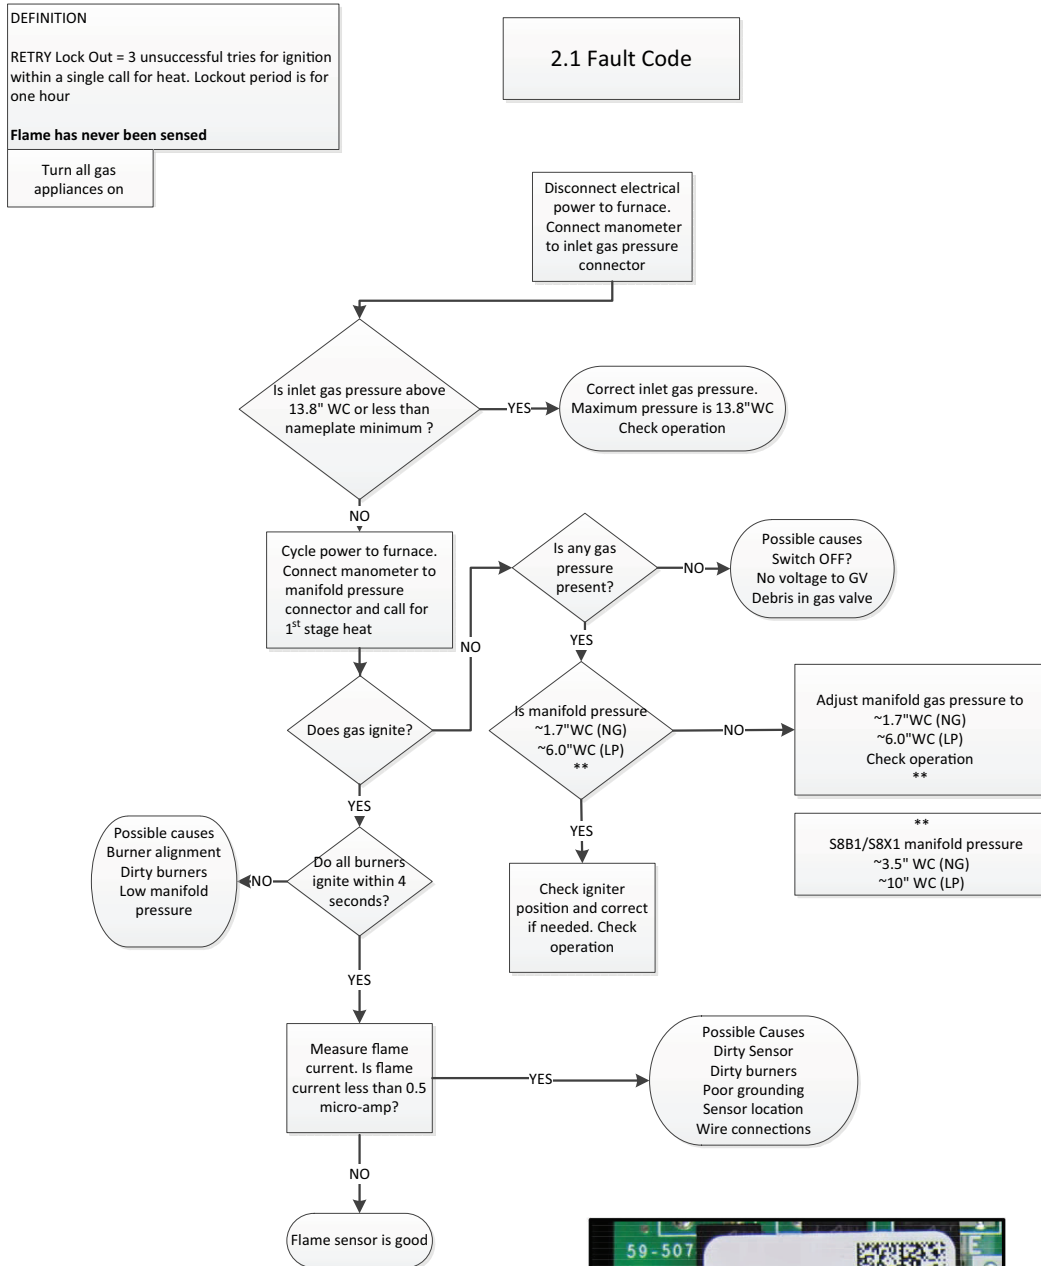 DEFINITION
RETRY Lock Out = 3 unsuccessful tries for ignition
within a single call for heat. Lockout period is for
one hour
Flame has never been sensed
Turn all gas
appliances on
2.1 Fault Code
Disconnect electrical
power to furnace.
Connect manometer
to inlet gas pressure
connector
Is inlet gas pressure above
13.8" WC or less than
nameplate minimum ?
YES
Correct inlet gas pressure.
Maximum pressure is 13.8"WC
Check operation
NO
Cycle power to furnace.
Connect manometer to
manifold pressure
connector and call for
1st stage heat
NO
Is any gas
pressure
present?
NO
Possible causes
Switch OFF?
No voltage to GV
Debris in gas valve
YES
Does gas ignite?
Is manifold pressure
~1.7"WC (NG)
~6.0"WC (LP)
**
NO
Adjust manifold gas pressure to
~1.7"WC (NG)
~6.0"WC (LP)
Check operation
**
**
S8B1/S8X1 manifold pressure
~3.5" WC (NG)
~10" WC (LP)
YES
YES
Possible causes
Burner alignment
Dirty burners
Low manifold
pressure
NO
Do all burners
ignite within 4
seconds?
Check igniter
position and correct
if needed. Check
operation
YES
Measure flame
current. Is flame
current less than 0.5
micro-amp?
YES
Possible Causes
Dirty Sensor
Dirty burners
Poor grounding
Sensor location
Wire connections
NO
Flame sensor is good
59-507